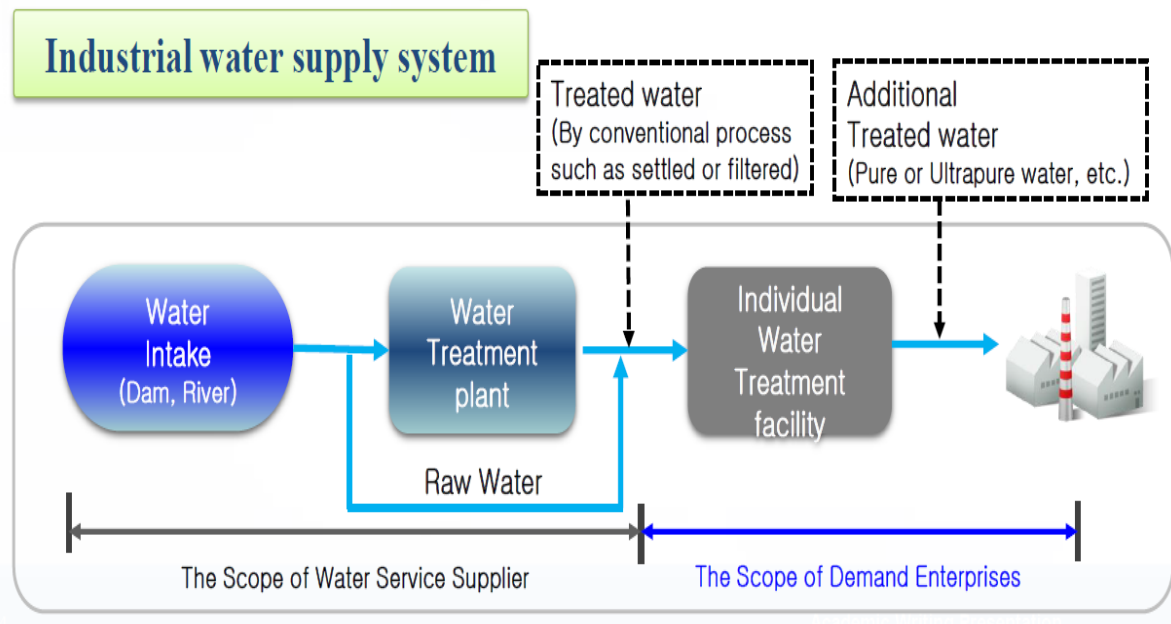 Industrial water supply system
Treated water
(By conventional process
such as settled or filtered)
Additional
Treated water
(Pure or Ultrapure water, etc.)
Water
Intake
(Dam, River)
Water
Treatment
plant
Individual
Water
Treatment
facility
Raw Water
The Scope of Water Service Supplier
The Scope of Demand Enterprises